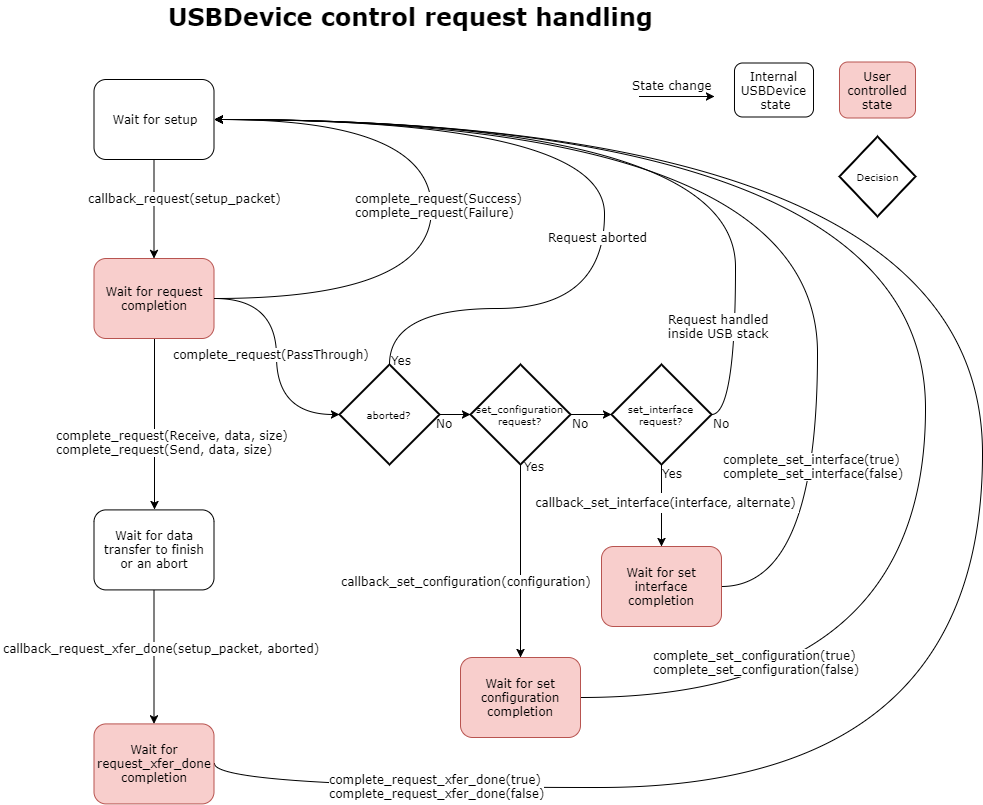 USBDevice control request handling
State change
Internal
USBDevice
state
User
controlled
state
Decision
Wait for setup
callback_request(setup_packet)
complete_request(Success)
complete_request(Failure)
Request aborted
Wait for request
completion
Request handled
inside USB stack
complete_request(PassThrough)
Yes
aborted?
No
set_configuration
request?
No
set_interface
request?
No
complete_request(Receive, data, size)
complete_request(Send, data, size)
Yes
Yes
complete_set_interface(true)
complete_set_interface(false)
callback_set_interface(interface, alternate)
Wait for data
transfer to finish
or an abort
Wait for set
interface
completion
callback_set_configuration(configuration)
callback_request_xfer_done(setup_packet, aborted)
complete_set_configuration(true)
complete_set_configuration(false)
Wait for set
configuration
completion
Wait for
request_xfer_done
completion
complete_request_xfer_done(true)
complete_request_xfer_done(false)